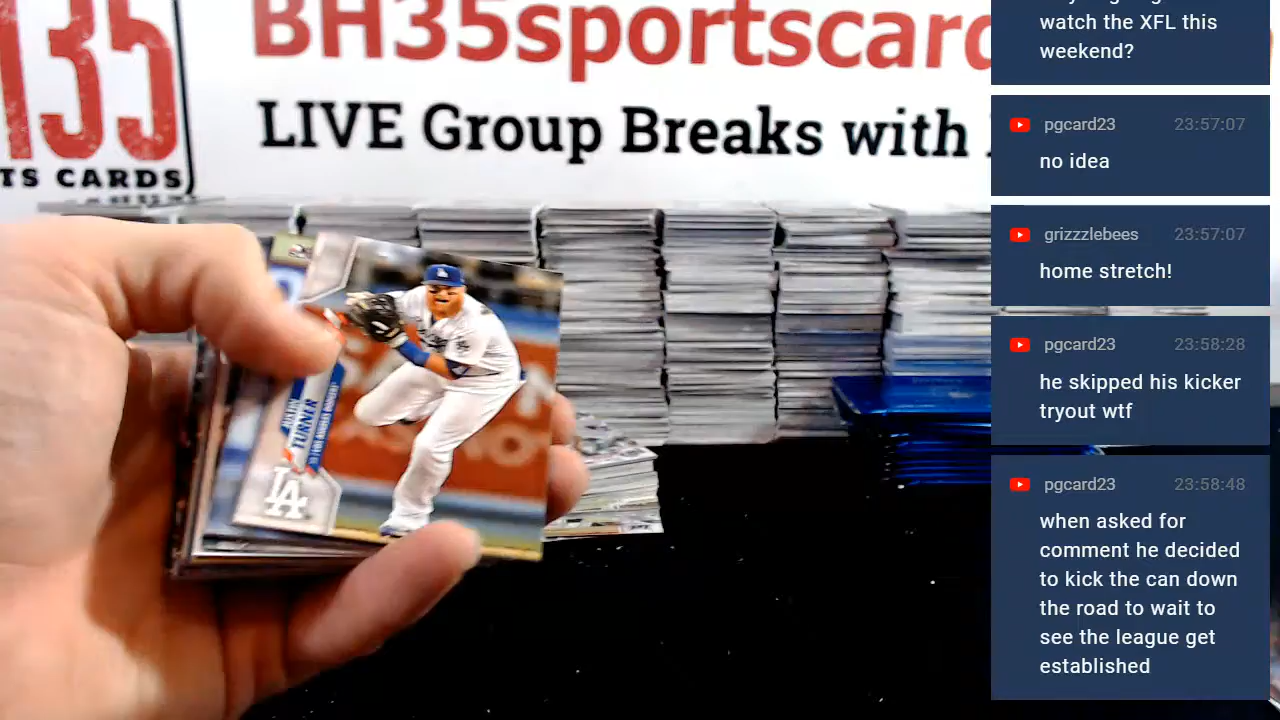 135
TS CARDS
BH35sportscard
LIVE Group Breaks with
TURNER
LA
watch the XFL this
weekend?
pgcard23 23:57:07
no idea
grizzzlebees 23:57:07
home stretch!
pgcard23 23:58:28
he skipped his kicker
tryout wtf
pgcard23 23:58:48
when asked for
comment he decided
to kick the can down
the road to wait to
see the league get
established